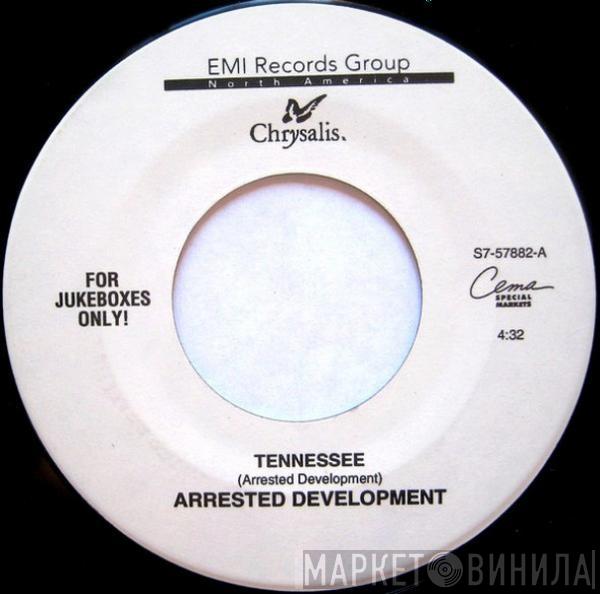 EMI Records Group
North America
Chrysalis.
S7-57882-A
Cema
SPECIAL
MARKETS
4:32
FOR
JUKEBOXES
ONLY!
TENNESSEE
(Arrested Development)
ARRESTED DEVELOPMENT
МАРКЕТ ВИНИЛА